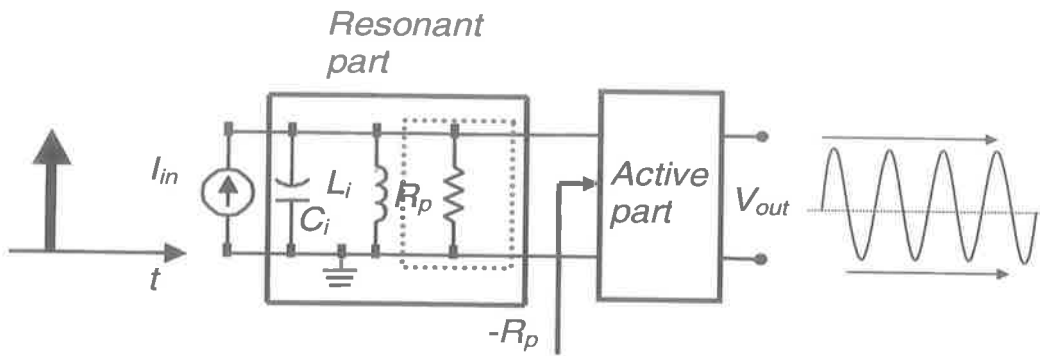 Resonant
part
I_in
L_i
C_i
R_p
Active
part
V_out
t
-R_p